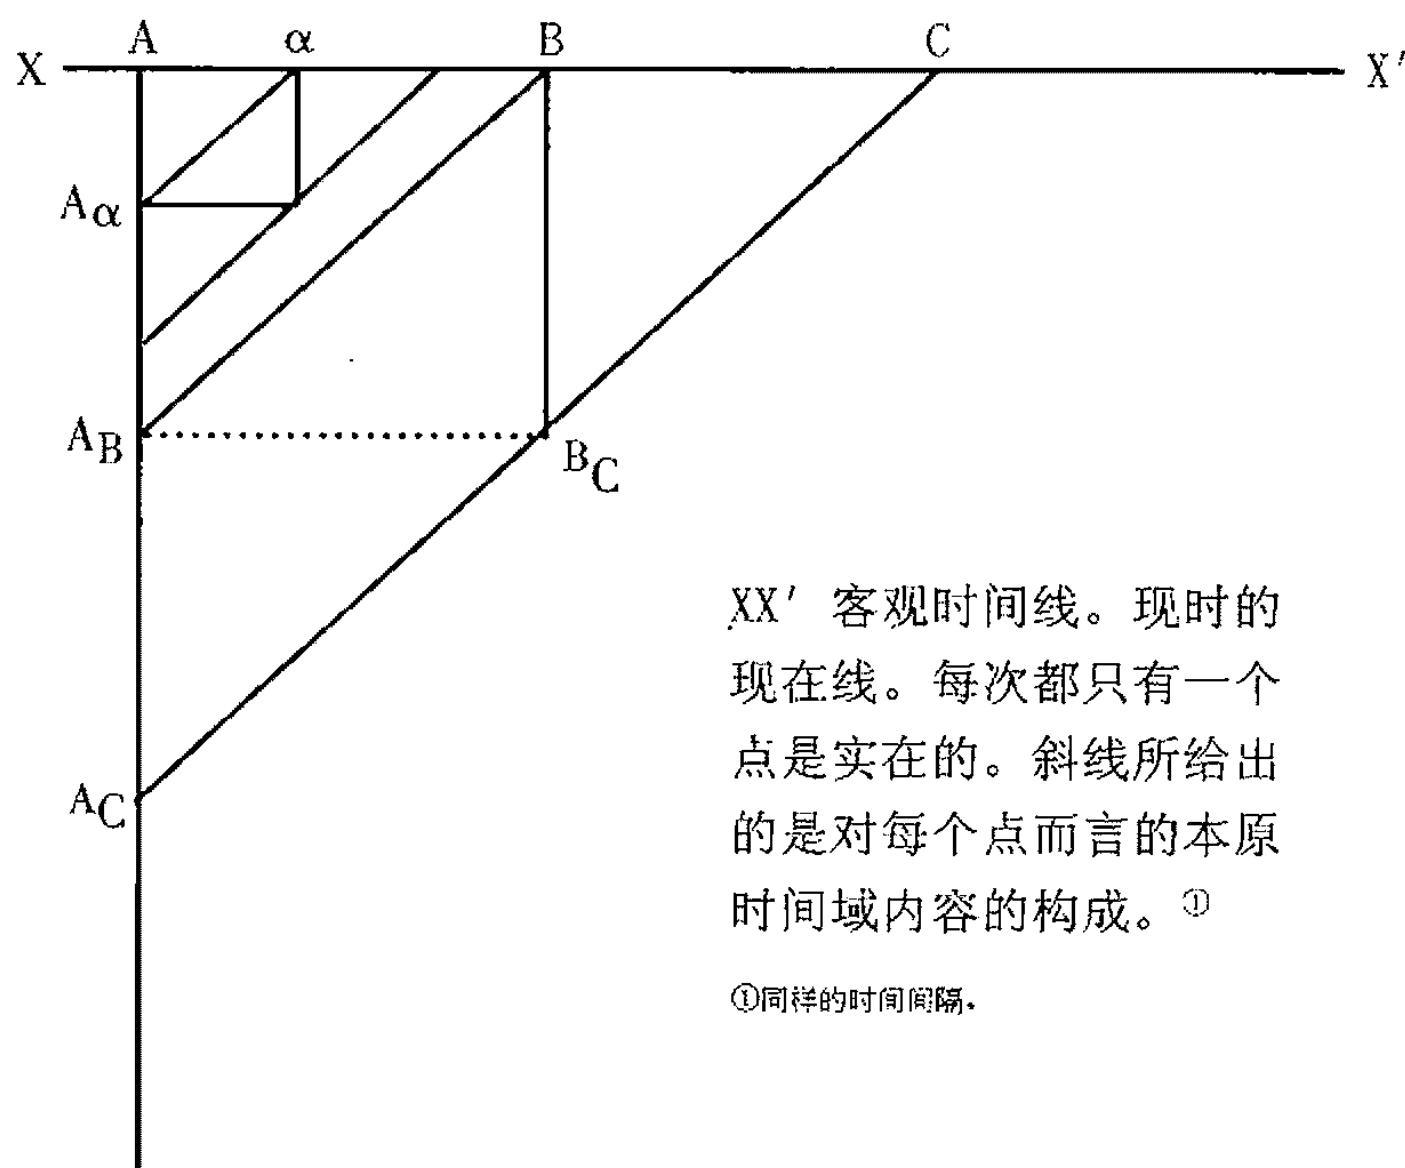 A α B C
X X′
Aα
AB
BC
AC
XX′ 客观时间线。现时的
现在线。每次都只有一个
点是实在的。斜线所给出
的是对每个点而言的本原
时间域内容的构成。①
①同样的时间间隔。